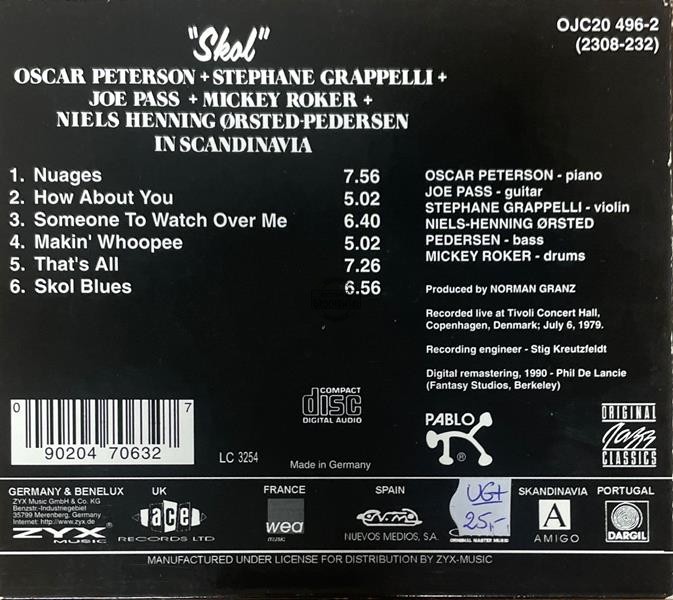 OJC20 496-2
(2308-232)
"Skol"
OSCAR PETERSON + STEPHANE GRAPPELLI +
JOE PASS + MICKEY ROKER +
NIELS HENNING ØRSTED-PEDERSEN
IN SCANDINAVIA
1. Nuages 7.56
2. How About You 5.02
3. Someone To Watch Over Me 6.40
4. Makin' Whoopee 5.02
5. That's All 7.26
6. Skol Blues 6.56
OSCAR PETERSON - piano
JOE PASS - guitar
STEPHANE GRAPPELLI - violin
NIELS-HENNING ØRSTED
PEDERSEN - bass
MICKEY ROKER - drums
Produced by NORMAN GRANZ
Recorded live at Tivoli Concert Hall,
Copenhagen, Denmark; July 6, 1979.
Recording engineer - Stig Kreutzfeldt
Digital remastering, 1990 - Phil De Lancie
(Fantasy Studios, Berkeley)
0 7
90204 70632
LC 3254
COMPACT
disc
DIGITAL AUDIO
Made in Germany
PABLO
®
ORIGINAL
Jazz
CLASSICS
GERMANY & BENELUX
ZYX Music GmbH & Co. KG
Benzstr.-Industriegebiet
35799 Merenberg, Germany
Internet: http://www.zyx.de
ZYX
MUSIC
UK
ACE
RECORDS LTD
FRANCE
wea
music
SPAIN
N.M.
NUEVOS MEDIOS, S.A.
VG+
25,-
ORIGINAL MASTER MUSIC
SKANDINAVIA
A
AMIGO
PORTUGAL
DARGIL
MANUFACTURED UNDER LICENSE FOR DISTRIBUTION BY ZYX-MUSIC